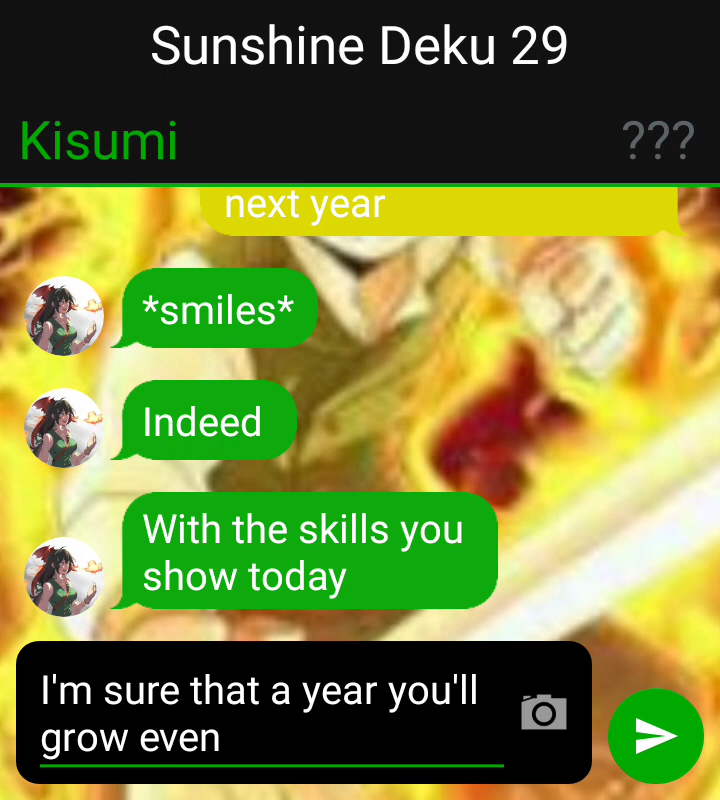 Sunshine Deku 29
Kisumi
???
next year
*smiles*
Indeed
With the skills you
show today
I'm sure that a year you'll
grow even